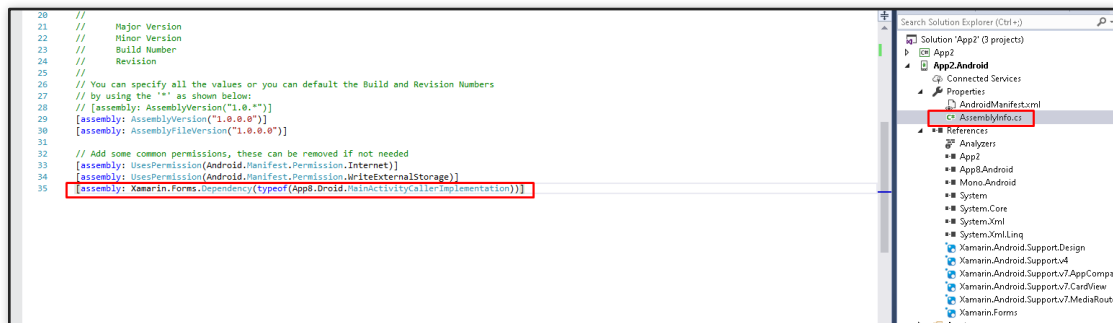 20 //
21 // Major Version
22 // Minor Version
23 // Build Number
24 // Revision
25 //
26 // You can specify all the values or you can default the Build and Revision Numbers
27 // by using the '*' as shown below:
28 // [assembly: AssemblyVersion("1.0.*")]
29 [assembly: AssemblyVersion("1.0.0.0")]
30 [assembly: AssemblyFileVersion("1.0.0.0")]
31
32 // Add some common permissions, these can be removed if not needed
33 [assembly: UsesPermission(Android.Manifest.Permission.Internet)]
34 [assembly: UsesPermission(Android.Manifest.Permission.WriteExternalStorage)]
35 [assembly: Xamarin.Forms.Dependency(typeof(App8.Droid.MainActivityCallerImplementation))]
Search Solution Explorer (Ctrl+;)
Solution 'App2' (3 projects)
C# App2
App2.Android
Connected Services
Properties
AndroidManifest.xml
C# AssemblyInfo.cs
References
Analyzers
App2
App8.Android
Mono.Android
System
System.Core
System.Xml
System.Xml.Linq
Xamarin.Android.Support.Design
Xamarin.Android.Support.v4
Xamarin.Android.Support.v7.AppCompa
Xamarin.Android.Support.v7.CardView
Xamarin.Android.Support.v7.MediaRout
Xamarin.Forms